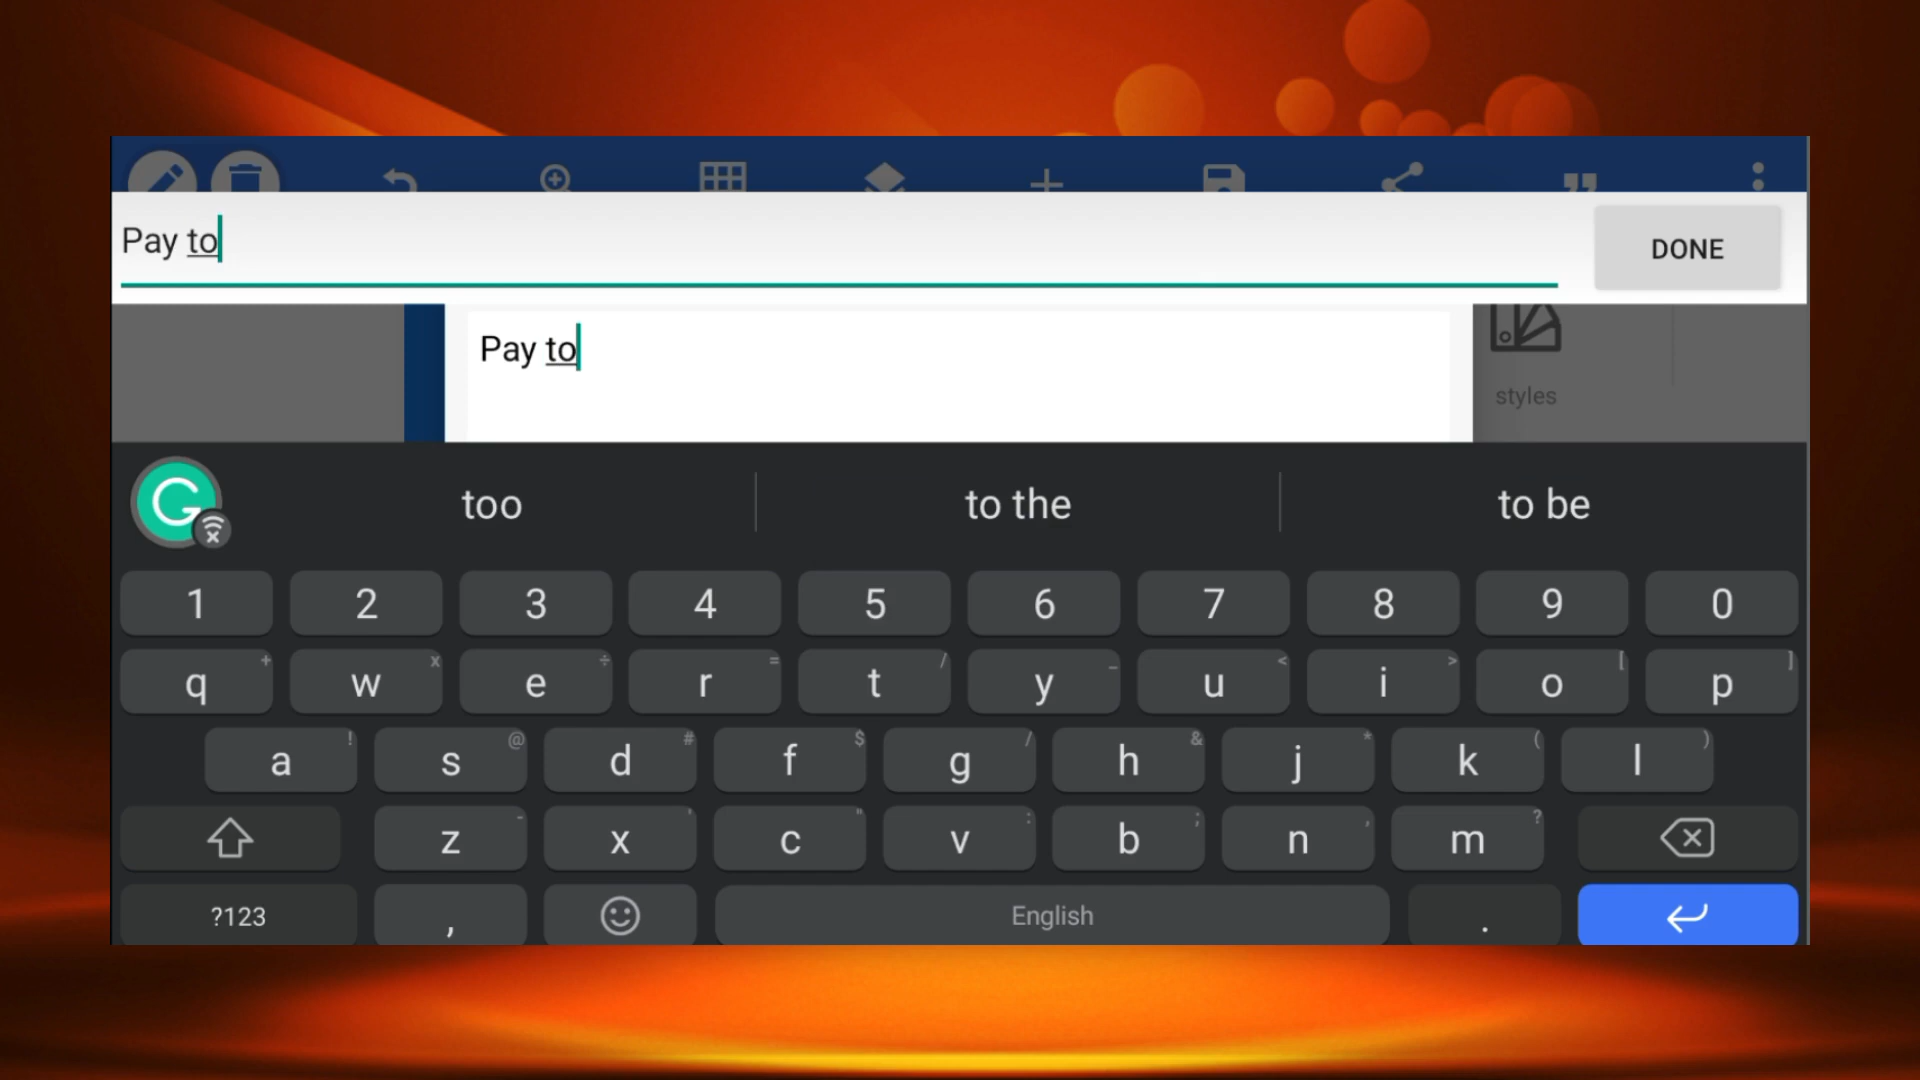 Pay to
DONE
Pay to
styles
too
to the
to be
1 2 3 4 5 6 7 8 9 0
q + w x e ÷ r = t / y _ u < i > o [ p ]
a ! s @ d # f $ g / h & j * k ( l )
z - x ' c " v : b ; n , m ?
?123 , English .